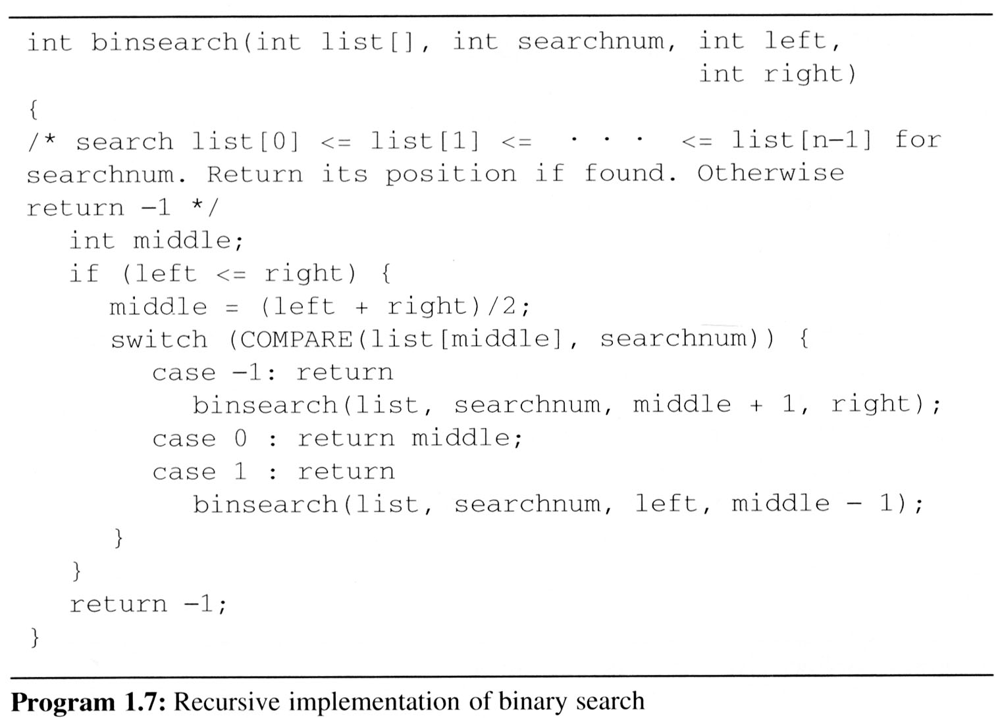 int binsearch(int list[], int searchnum, int left,
int right)
{
/* search list[0] <= list[1] <= · · · <= list[n-1] for
searchnum. Return its position if found. Otherwise
return -1 */
int middle;
if (left <= right) {
middle = (left + right)/2;
switch (COMPARE(list[middle], searchnum)) {
case -1: return
binsearch(list, searchnum, middle + 1, right);
case 0 : return middle;
case 1 : return
binsearch(list, searchnum, left, middle - 1);
}
}
return -1;
}
Program 1.7: Recursive implementation of binary search